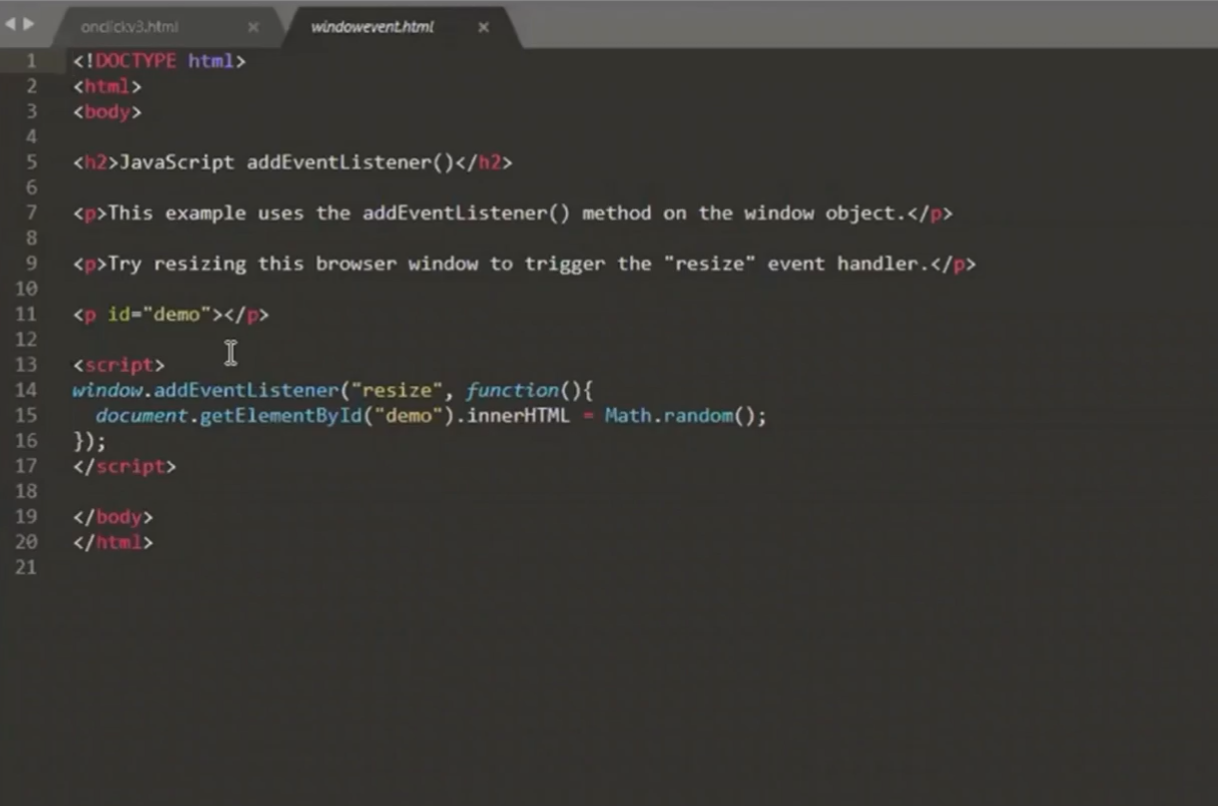 onclickv3.html × windowevent.html ×
1 <!DOCTYPE html>
2 <html>
3 <body>
4
5 <h2>JavaScript addEventListener()</h2>
6
7 <p>This example uses the addEventListener() method on the window object.</p>
8
9 <p>Try resizing this browser window to trigger the "resize" event handler.</p>
10
11 <p id="demo"></p>
12
13 <script>
14 window.addEventListener("resize", function(){
15   document.getElementById("demo").innerHTML = Math.random();
16 });
17 </script>
18
19 </body>
20 </html>
21